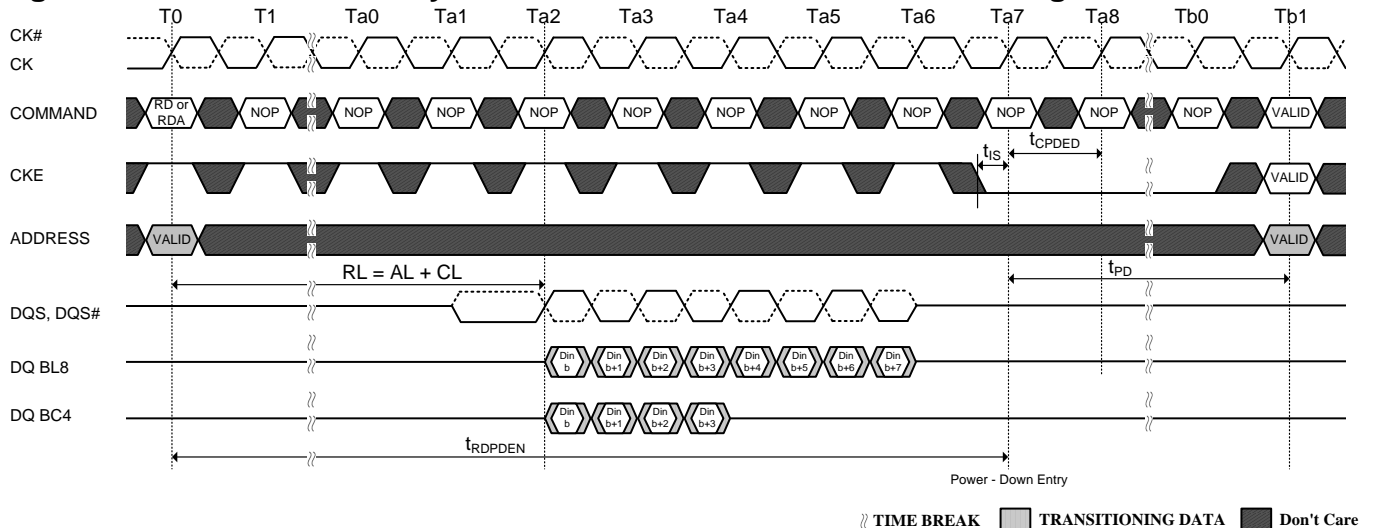 T0 T1 Ta0 Ta1 Ta2 Ta3 Ta4 Ta5 Ta6 Ta7 Ta8 Tb0 Tb1
CK#
CK
COMMAND
RD or
RDA
NOP NOP NOP NOP NOP NOP NOP NOP NOP NOP NOP VALID
tIS
tCPDED
CKE
VALID
ADDRESS
VALID
VALID
RL = AL + CL
tPD
DQS, DQS#
DQ BL8
Din b Din b+1 Din b+2 Din b+3 Din b+4 Din b+5 Din b+6 Din b+7
DQ BC4
Din b Din b+1 Din b+2 Din b+3
tRDPDEN
Power - Down Entry
TIME BREAK TRANSITIONING DATA Don't Care